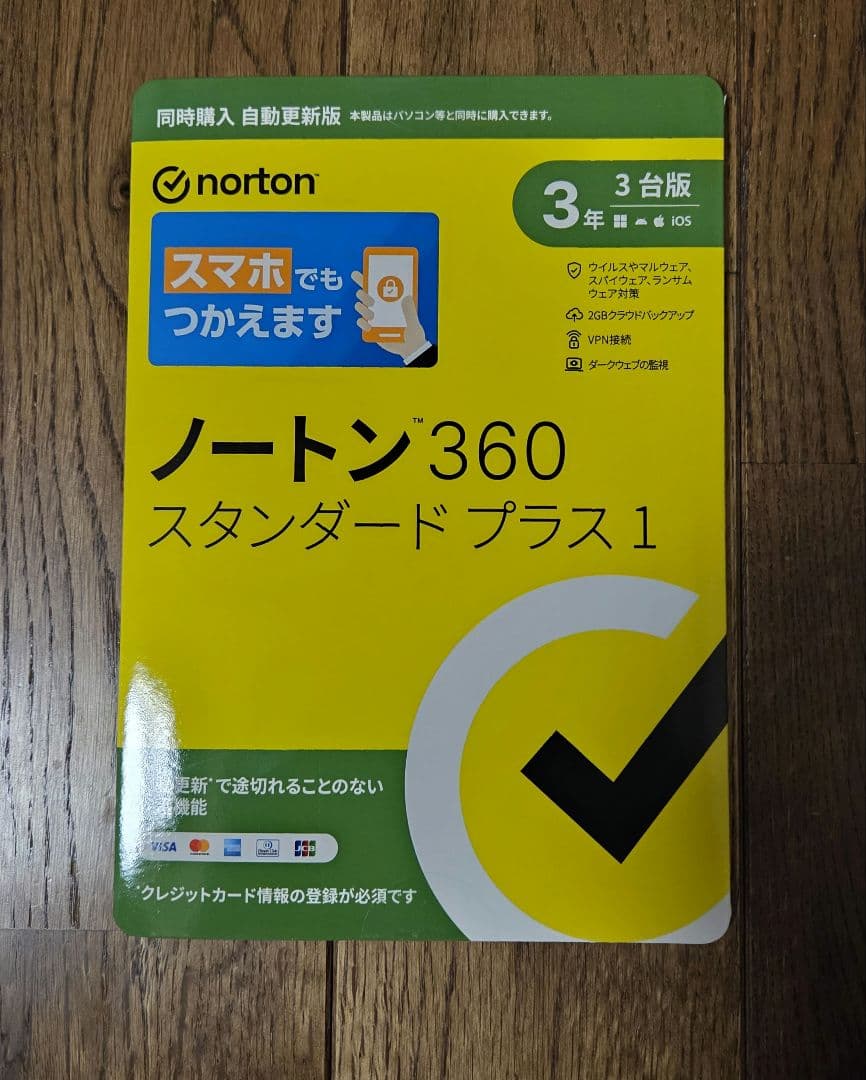 同時購入 自動更新版 本製品はパソコン等と同時に購入できます。
norton™
3年 3台版
iOS
スマホでも
つかえます
ウイルスやマルウェア、
スパイウェア、ランサム
ウェア対策
2GBクラウドバックアップ
VPN接続
ダークウェブの監視
ノートン™ 360
スタンダード プラス 1
更新*で途切れることのない
機能
VISA JCB
*クレジットカード情報の登録が必須です